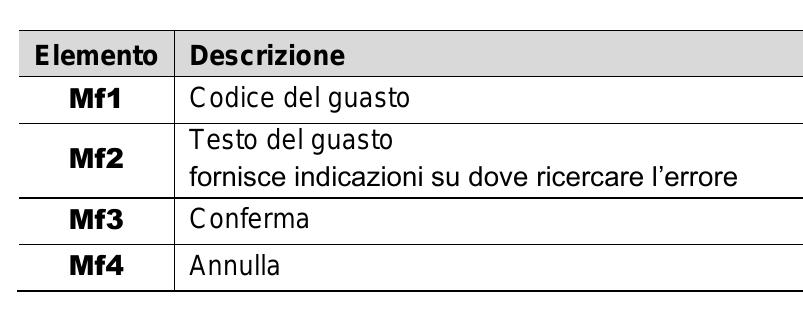 Elemento Descrizione
Mf1 Codice del guasto
Mf2 Testo del guasto
fornisce indicazioni su dove ricercare l’errore
Mf3 Conferma
Mf4 Annulla